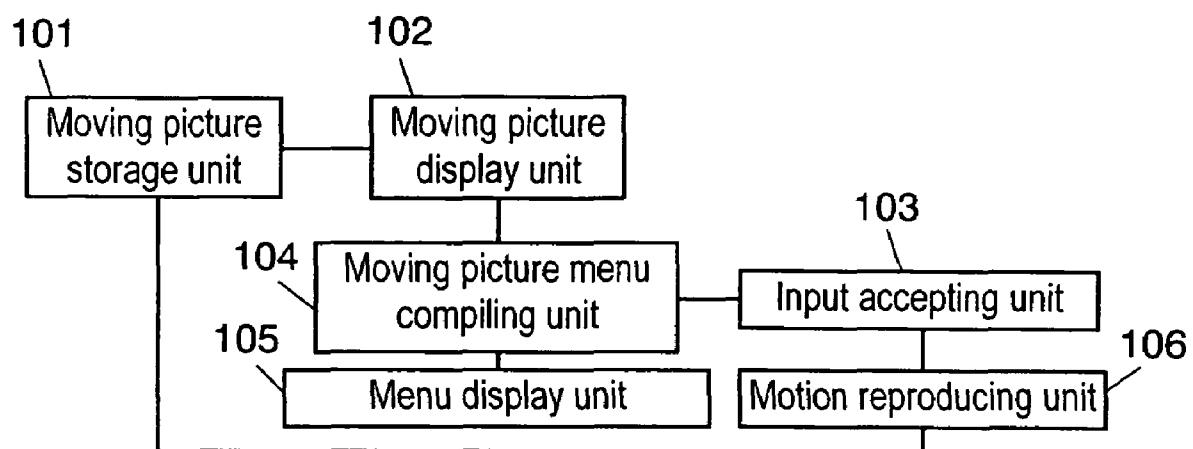 101
102
Moving picture
storage unit
Moving picture
display unit
103
104
Moving picture menu
compiling unit
Input accepting unit
105
106
Menu display unit
Motion reproducing unit